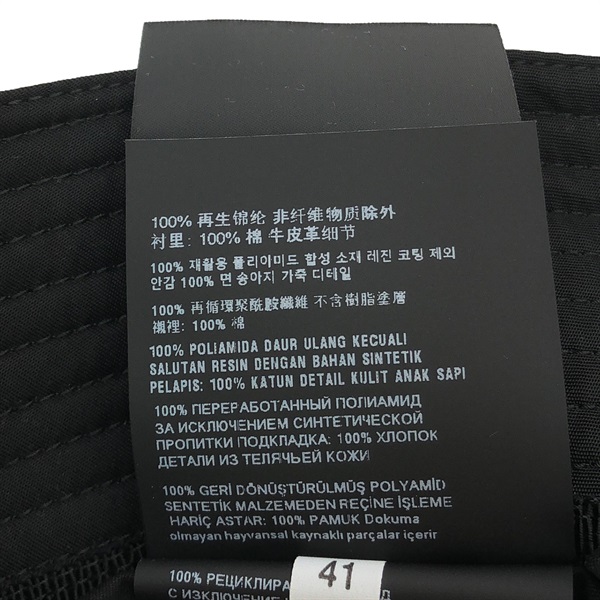 100% 再生锦纶 非纤维物质除外
衬里: 100% 棉 牛皮革细节
100% 재활용 폴리아미드 합성 소재 레진 코팅 제외
안감 100% 면 송아지 가죽 디테일
100% 再循環聚酰胺纖維 不含樹脂塗層
襯裡: 100% 棉
100% POLIAMIDA DAUR ULANG KECUALI
SALUTAN RESIN DENGAN BAHAN SINTETIK
PELAPIS: 100% KATUN DETAIL KULIT ANAK SAPI
100% ПЕРЕРАБОТАННЫЙ ПОЛИАМИД
ЗА ИСКЛЮЧЕНИЕМ СИНТЕТИЧЕСКОЙ
ПРОПИТКИ ПОДКЛАДКА: 100% ХЛОПОК
ДЕТАЛИ ИЗ ТЕЛЯЧЬЕЙ КОЖИ
100% GERİ DÖNÜŞTÜRÜLMÜŞ POLYAMİD
SENTETİK MALZEMEDEN REÇİNE İŞLEME
HARİÇ ASTAR: 100% PAMUK Dokuma
olmayan hayvansal kaynaklı parçalar içerir
100% РЕЦИКЛИРА
С ИСКЛЮЧ
41